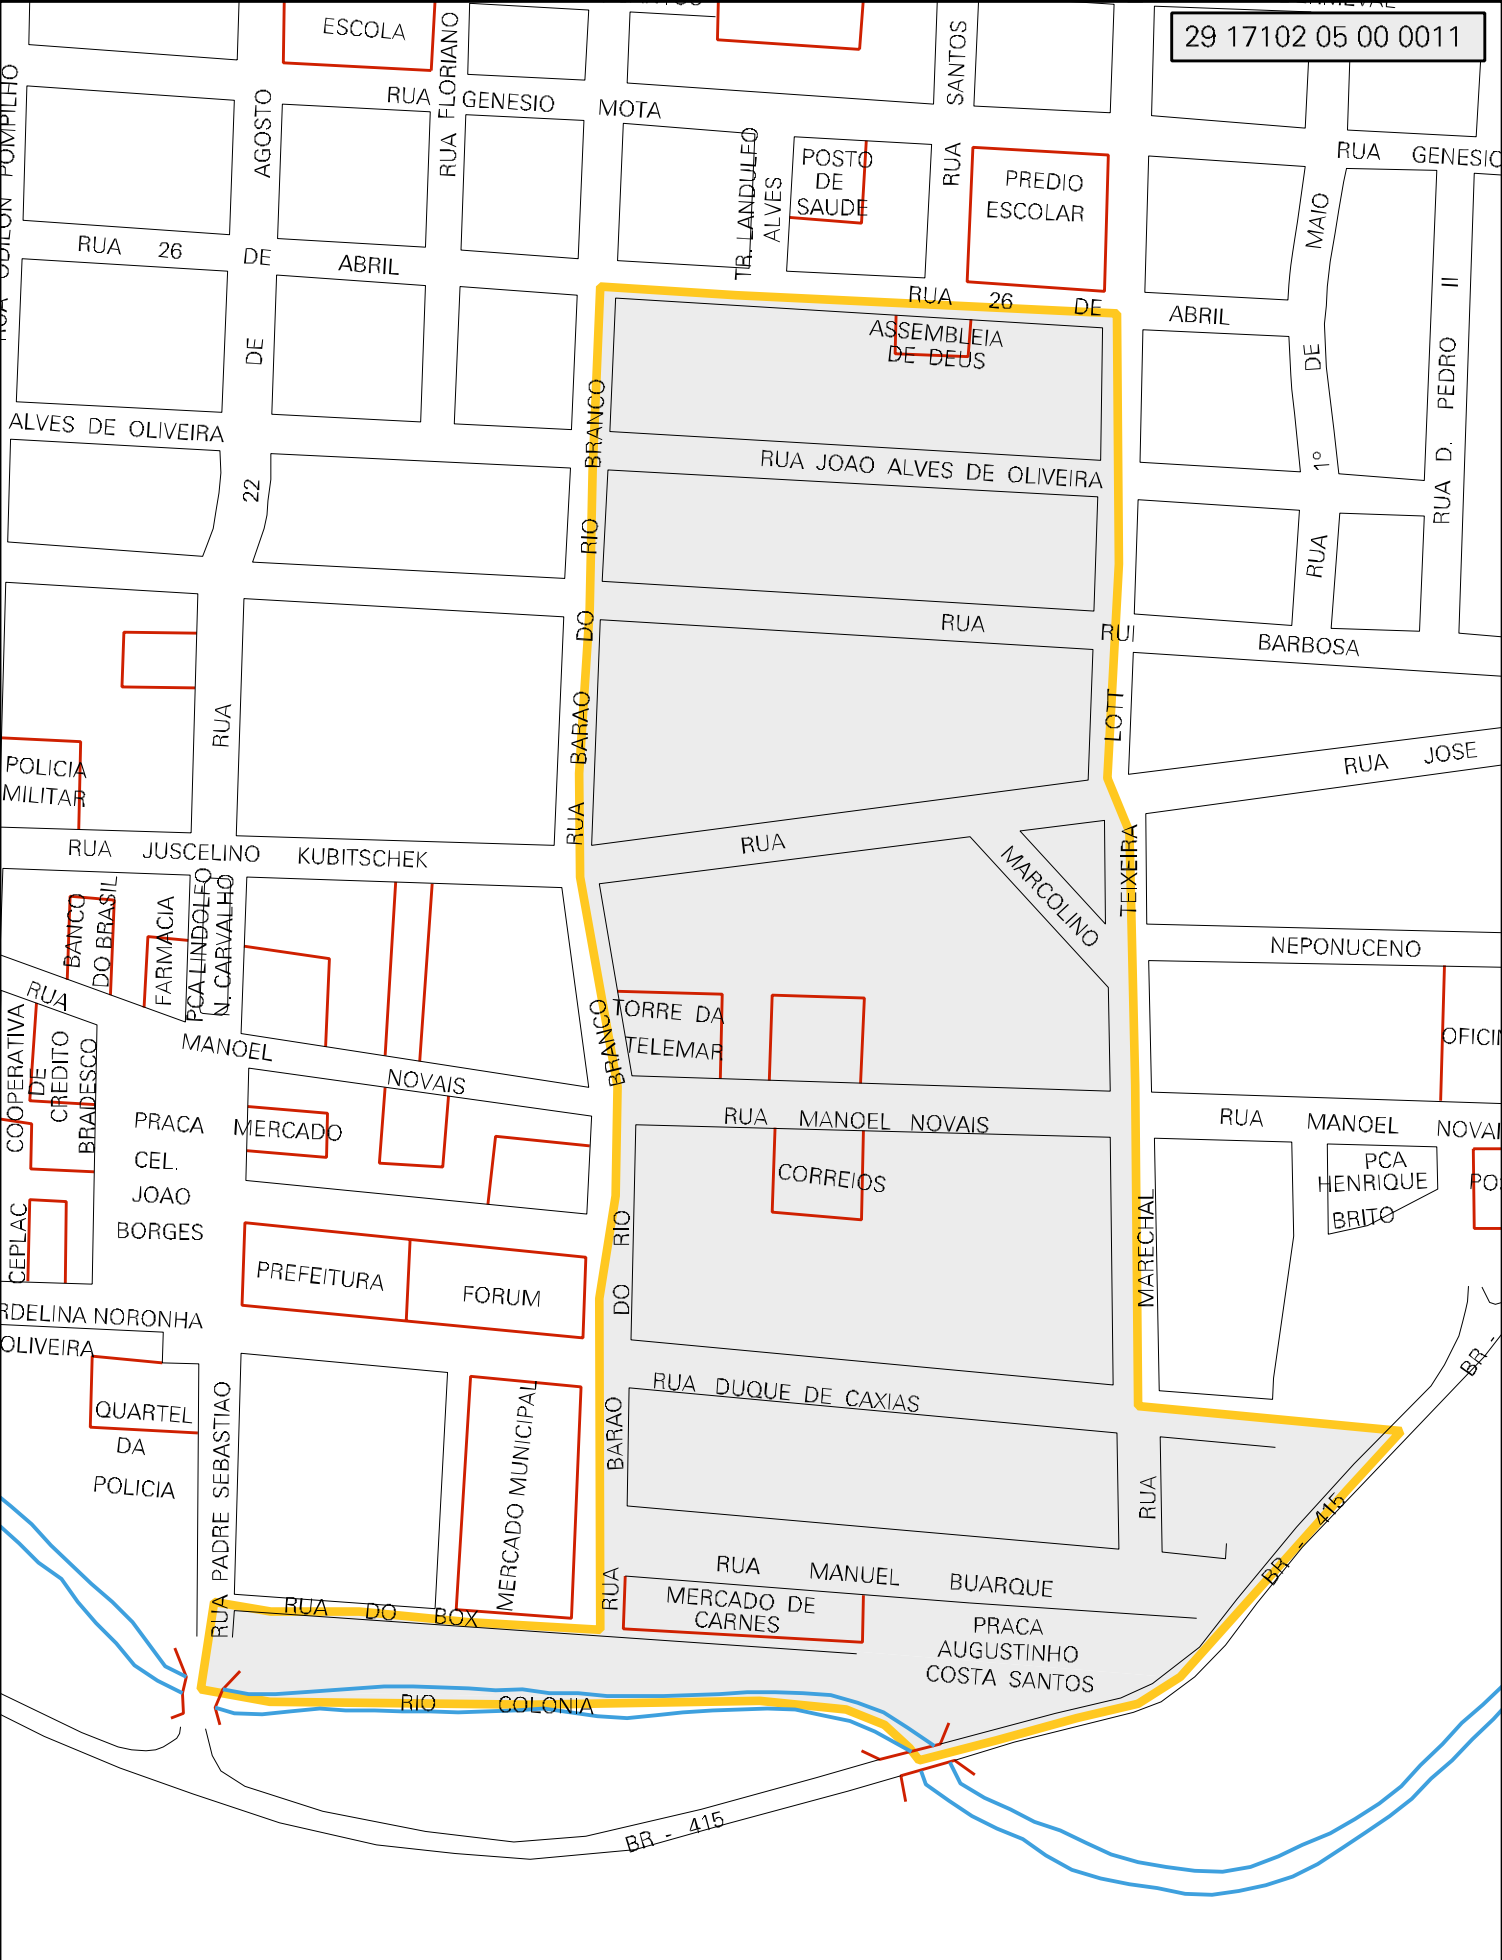 29 17102 05 00 0011
ESCOLA
RUA FLORIANO
SANTOS
RUA
RUA GENESIO MOTA
AGOSTO
DE
22
RUA
TR. LANDULFO
ALVES
POSTO
DE
SAUDE
PREDIO
ESCOLAR
RUA GENESIO
MAIO
DE
1º
RUA
RUA D. PEDRO II
RUA 26 DE ABRIL
RUA 26 DE ABRIL
ASSEMBLEIA
DE DEUS
ALVES DE OLIVEIRA
RUA JOAO ALVES DE OLIVEIRA
RUA BARAO DO RIO BRANCO
RUA RUI BARBOSA
LOTT
TEIXEIRA
MARECHAL
RUA
RUA JOSE
POLICIA
MILITAR
RUA JUSCELINO KUBITSCHEK
RUA
MARCOLINO
NEPONUCENO
BANCO
DO BRASIL
FARMACIA
PCA LINDOLFO
N. CARVALHO
RUA MANOEL NOVAIS
COOPERATIVA
DE
CREDITO
BRADESCO
TORRE DA
TELEMAR
BRANCO
RIO
DO
BARAO
RUA
PRACA
CEL.
JOAO
BORGES
MERCADO
RUA MANOEL NOVAIS
RUA MANOEL
CORREIOS
PCA
HENRIQUE
BRITO
CEPLAC
PREFEITURA
FORUM
NORONHA
OLIVEIRA
QUARTEL
DA
POLICIA
RUA PADRE SEBASTIAO
MERCADO MUNICIPAL
RUA DUQUE DE CAXIAS
BR -
BR - 415
RUA MANUEL BUARQUE
MERCADO DE
CARNES
PRACA
AUGUSTINHO
COSTA SANTOS
RUA DO BOX
RIO COLONIA
BR - 415